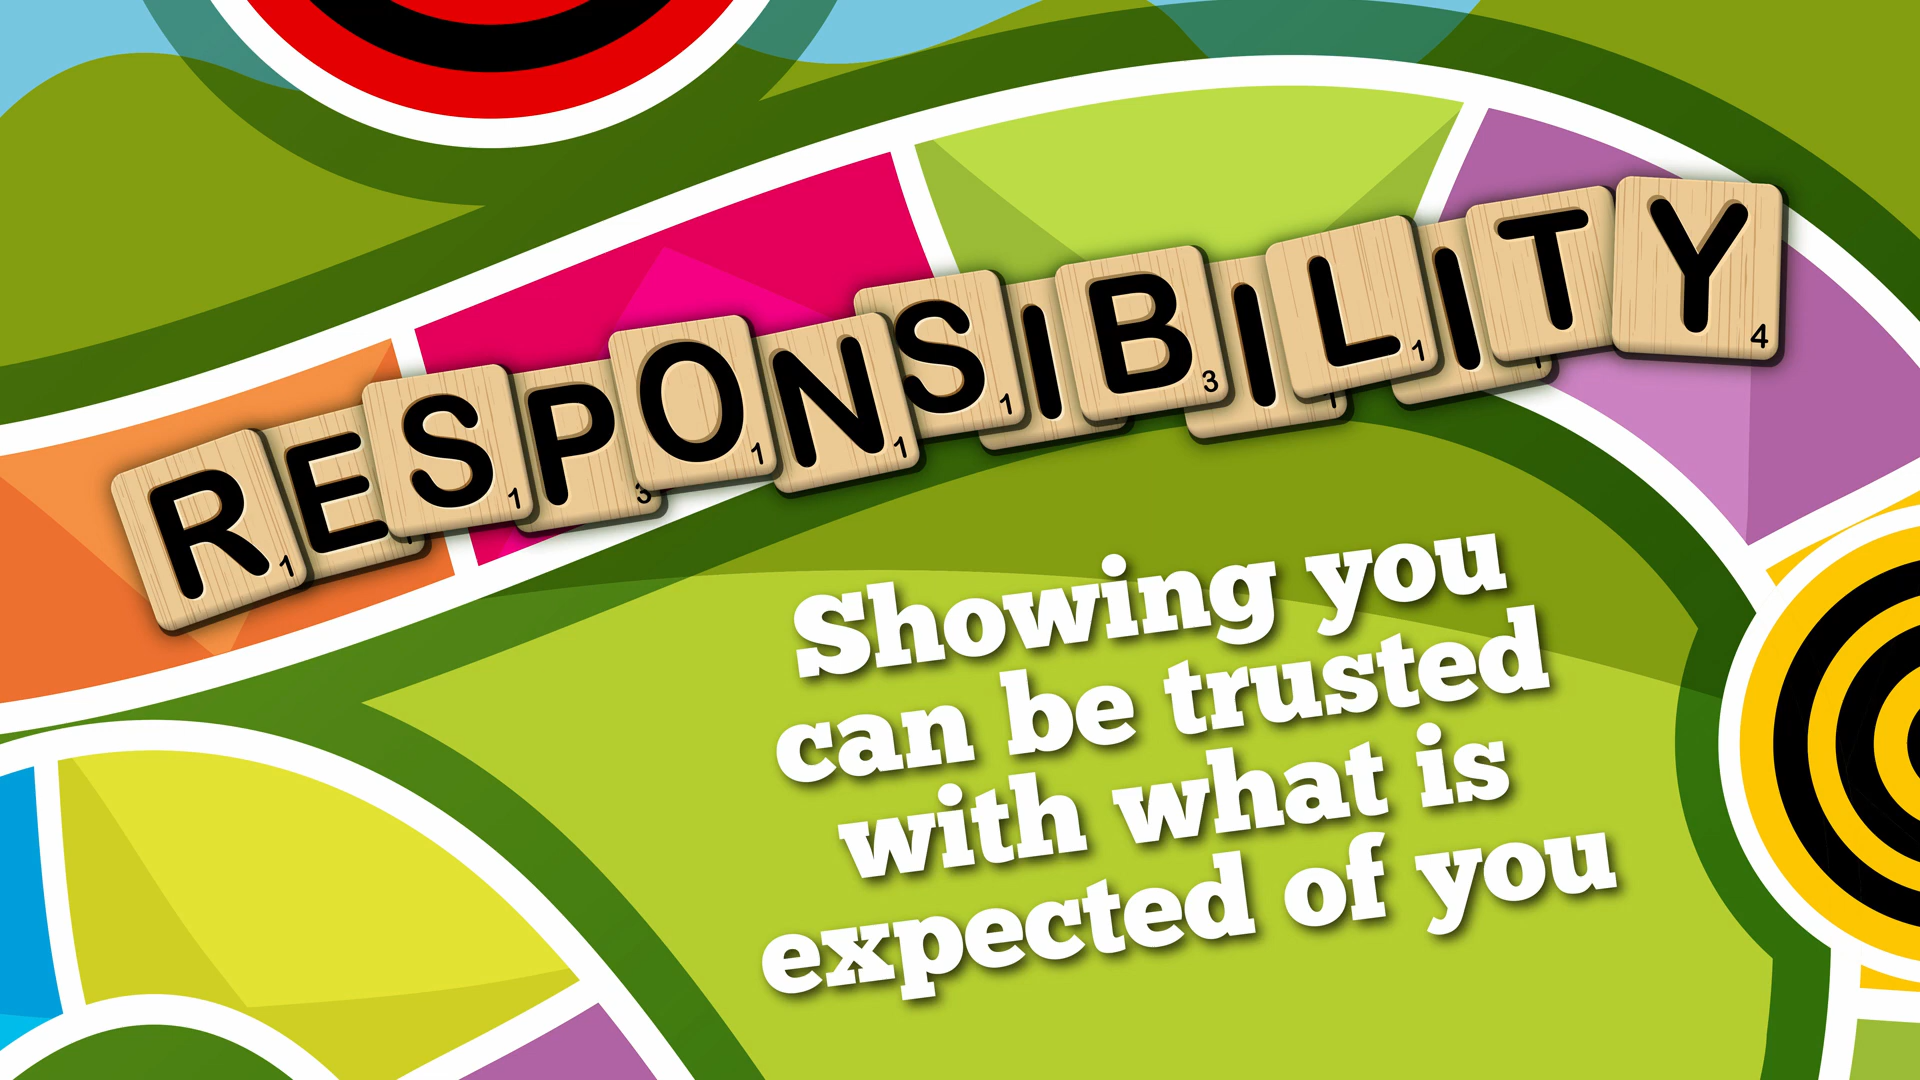 RESPONSIBILITY
Showing you
can be trusted
with what is
expected of you